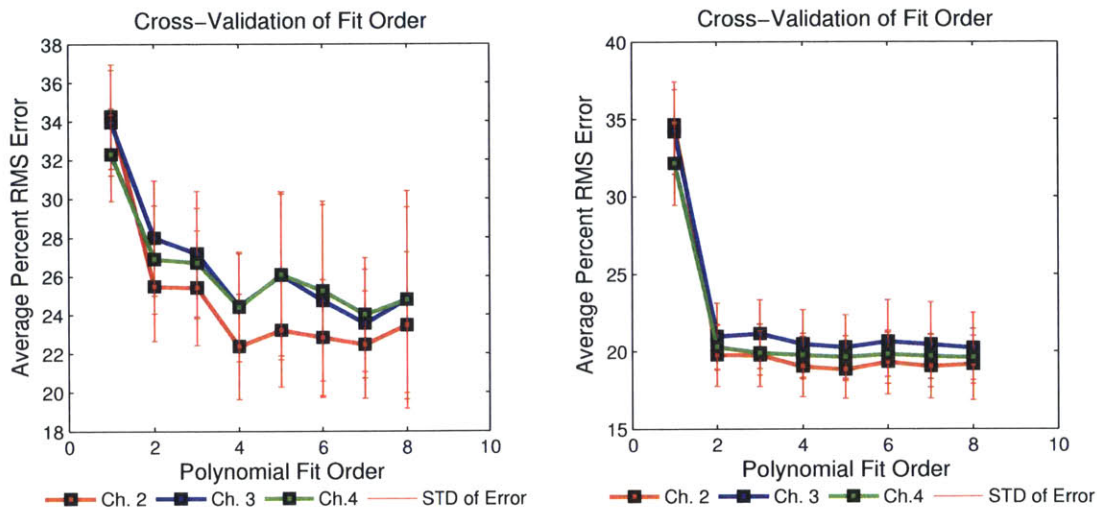 Cross−Validation of Fit Order
Average Percent RMS Error
38
36
34
32
30
28
26
24
22
20
18
0
2
4
6
8
10
Polynomial Fit Order
Ch. 2
Ch. 3
Ch.4
STD of Error
Cross−Validation of Fit Order
Average Percent RMS Error
40
35
30
25
20
15
0
2
4
6
8
10
Polynomial Fit Order
Ch. 2
Ch. 3
Ch.4
STD of Error